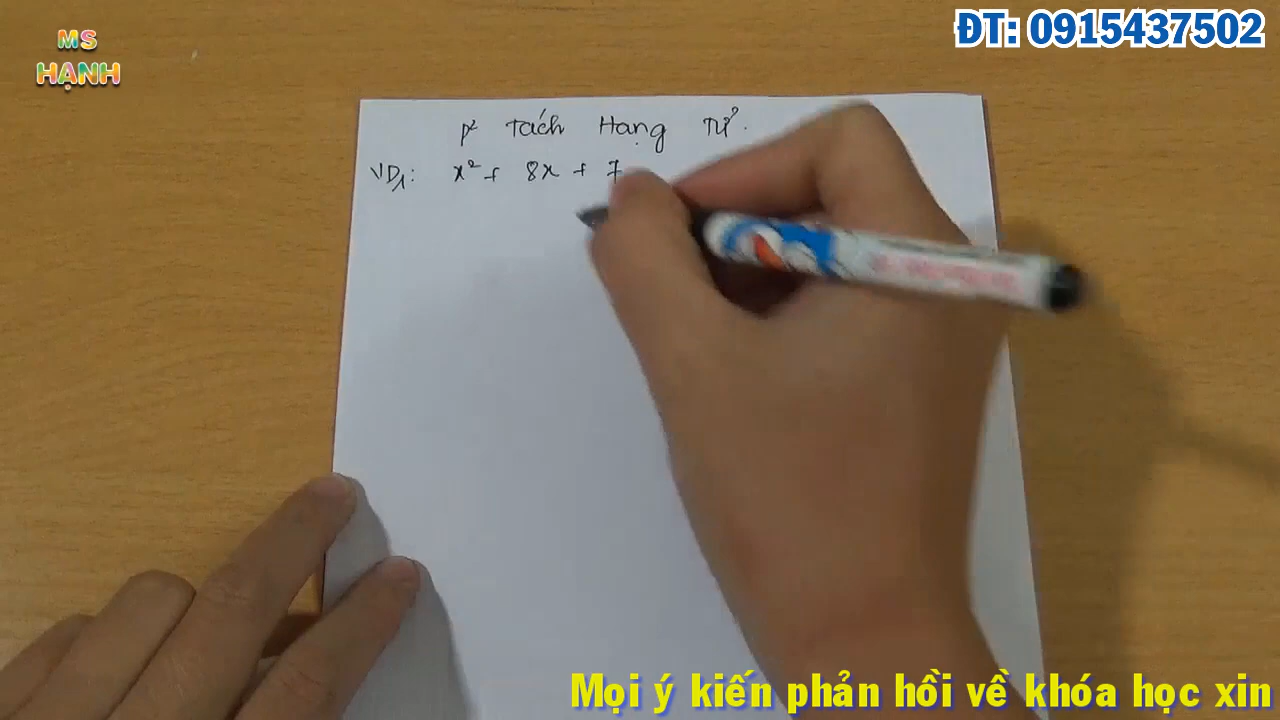 MS
HẠNH
ĐT: 0915437502
P² Tách Hạng Tử.
VD1: x² + 8x + 7
Mọi ý kiến phản hồi về khóa học xin